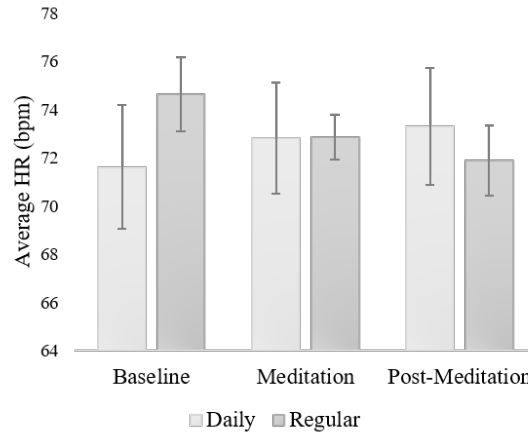 Average HR (bpm)
78
76
74
72
70
68
66
64
Baseline Meditation Post-Meditation
Daily Regular